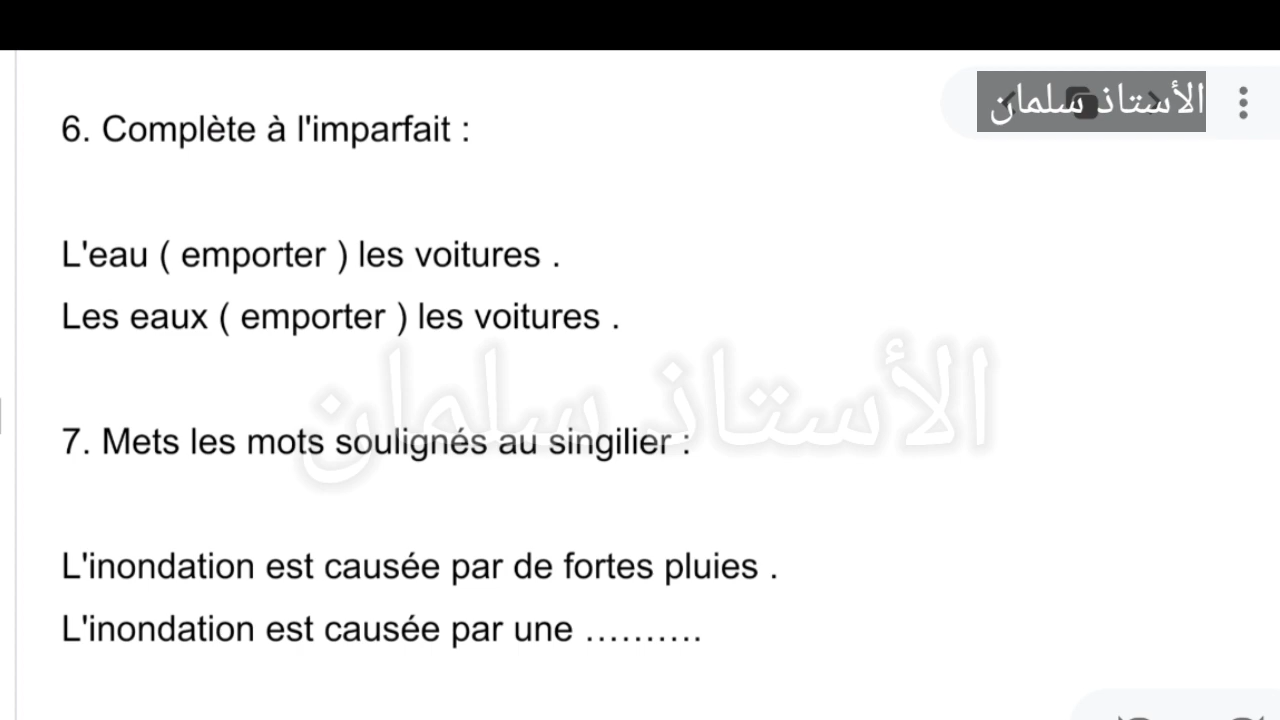 الأستاذ سلمان
6. Complète à l'imparfait :
L'eau ( emporter ) les voitures .
Les eaux ( emporter ) les voitures .
الأستاذ سلمان
7. Mets les mots soulignés au singilier :
L'inondation est causée par de fortes pluies .
L'inondation est causée par une ..........